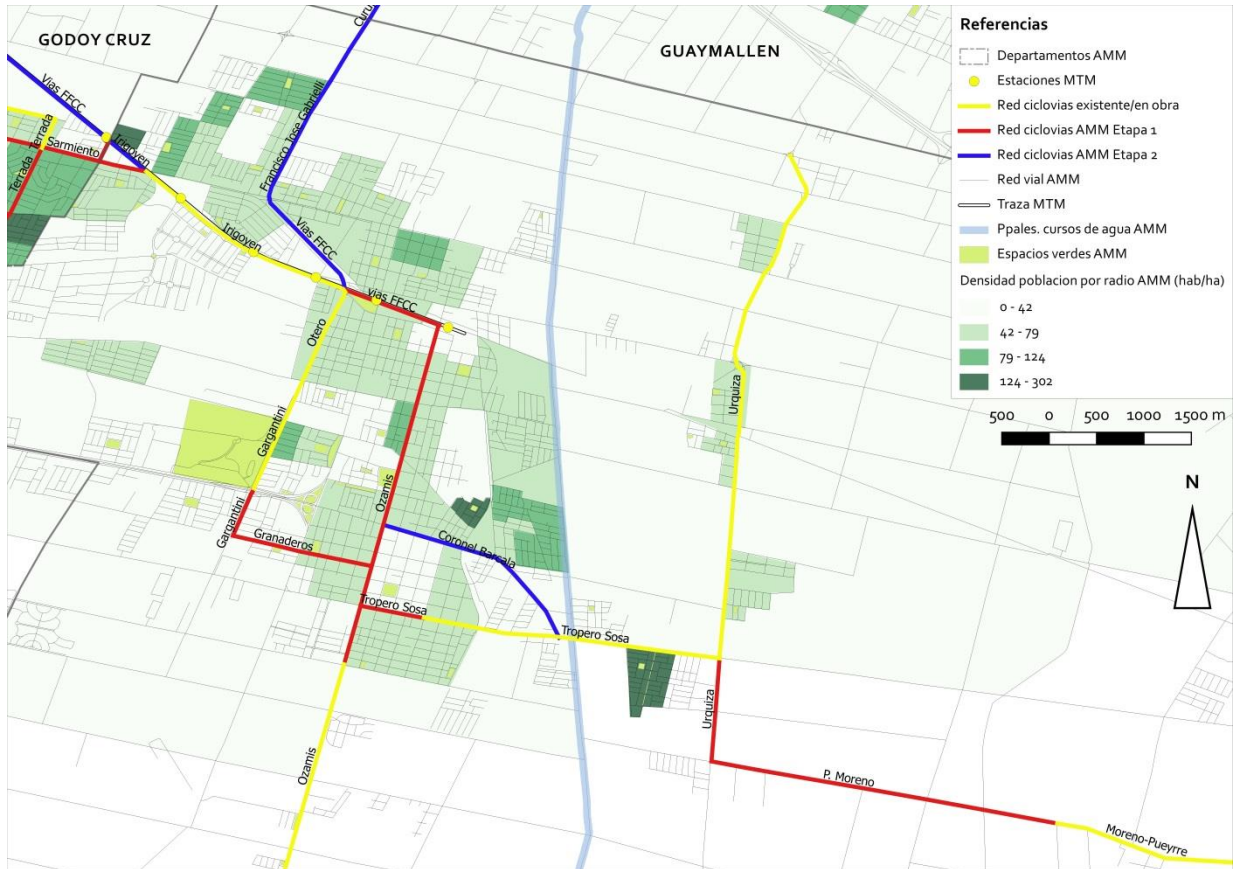 GODOY CRUZ
GUAYMALLEN
Vias FFCC
Francisco Jose Gabrielli
Irigoyen
Terrada
Sarmiento
Terrada
Irigoyen
Vias FFCC
vias FFCC
Otero
Urquiza
Gargantini
Ozamis
Gargantini
Granaderos
Coronel Barcala
Tropero Sosa
Tropero Sosa
Urquiza
Ozamis
P. Moreno
Moreno-Pueyrre
Referencias
Departamentos AMM
Estaciones MTM
Red ciclovias existente/en obra
Red ciclovias AMM Etapa 1
Red ciclovias AMM Etapa 2
Red vial AMM
Traza MTM
Ppales. cursos de agua AMM
Espacios verdes AMM
Densidad poblacion por radio AMM (hab/ha)
0 - 42
42 - 79
79 - 124
124 - 302
500 0 500 1000 1500 m
N